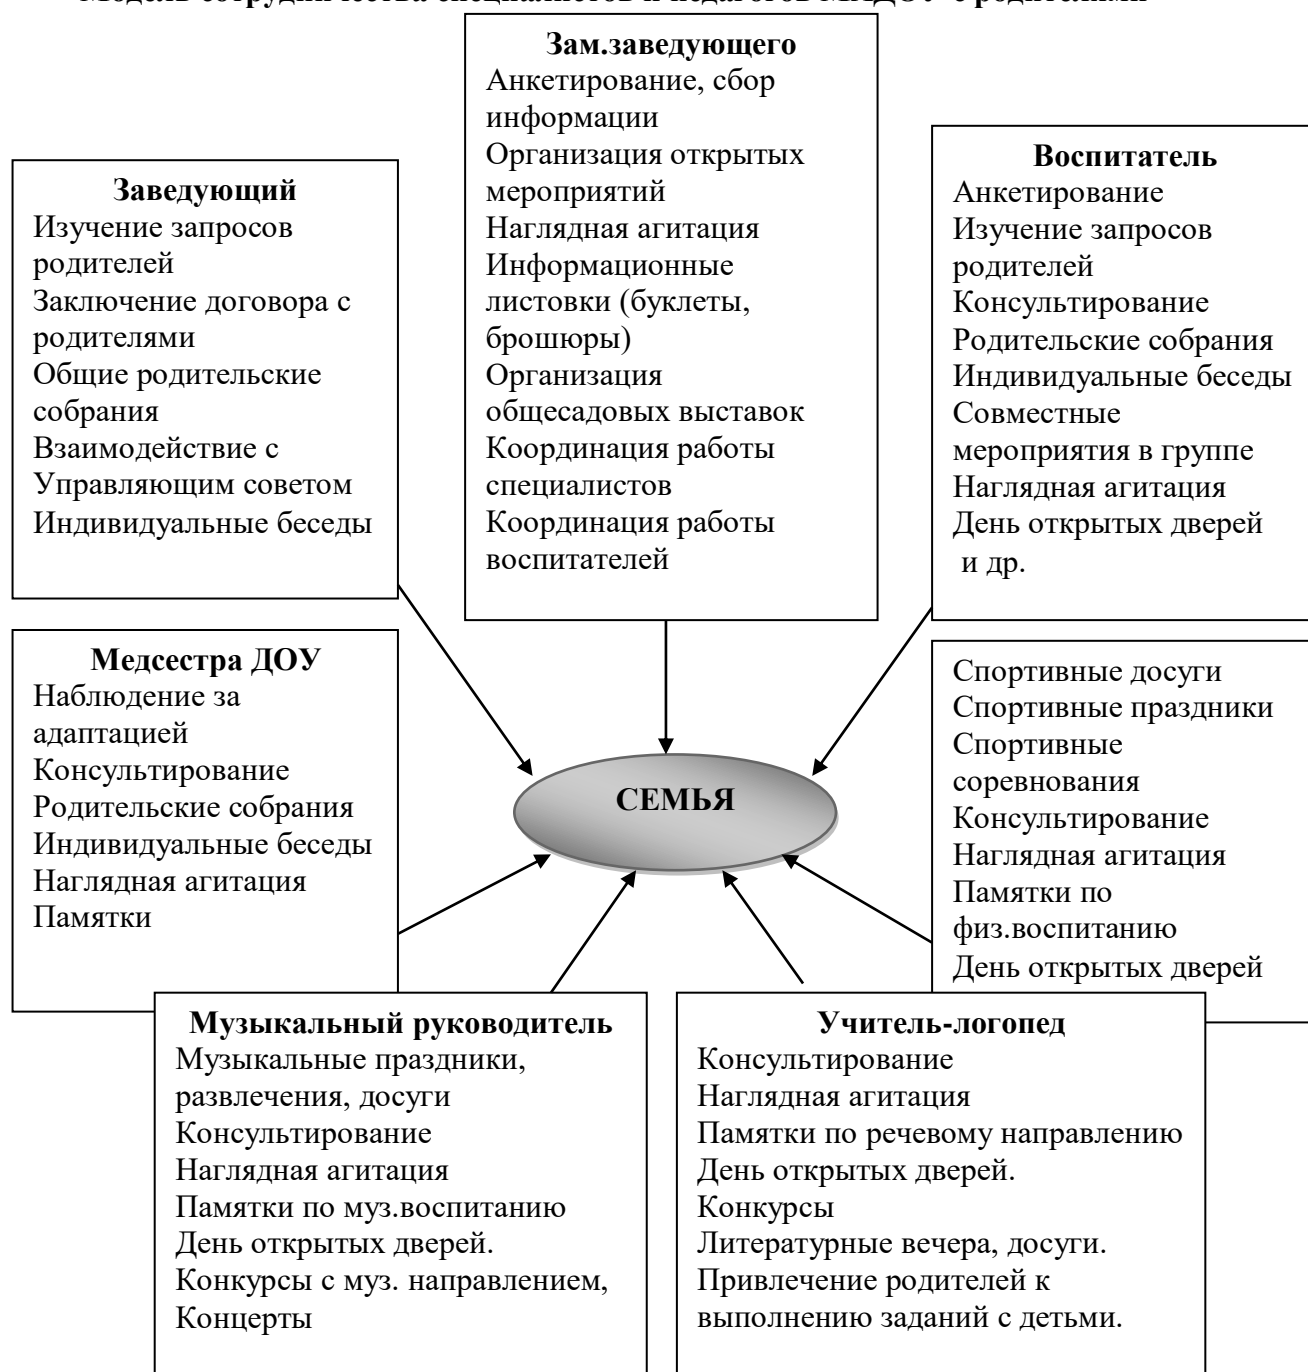 Модель сотрудничества специалистов и педагогов МАДОУ с родителями
Зам.заведующего
Анкетирование, сбор
информации
Организация открытых
мероприятий
Наглядная агитация
Информационные
листовки (буклеты,
брошюры)
Организация
общесадовых выставок
Координация работы
специалистов
Координация работы
воспитателей
Заведующий
Изучение запросов
родителей
Заключение договора с
родителями
Общие родительские
собрания
Взаимодействие с
Управляющим советом
Индивидуальные беседы
Воспитатель
Анкетирование
Изучение запросов
родителей
Консультирование
Родительские собрания
Индивидуальные беседы
Совместные
мероприятия в группе
Наглядная агитация
День открытых дверей
и др.
Медсестра ДОУ
Наблюдение за
адаптацией
Консультирование
Родительские собрания
Индивидуальные беседы
Наглядная агитация
Памятки
СЕМЬЯ
Спортивные досуги
Спортивные праздники
Спортивные
соревнования
Консультирование
Наглядная агитация
Памятки по
физ.воспитанию
День открытых дверей
Музыкальный руководитель
Музыкальные праздники,
развлечения, досуги
Консультирование
Наглядная агитация
Памятки по муз.воспитанию
День открытых дверей.
Конкурсы с муз. направлением,
Концерты
Учитель-логопед
Консультирование
Наглядная агитация
Памятки по речевому направлению
День открытых дверей.
Конкурсы
Литературные вечера, досуги.
Привлечение родителей к
выполнению заданий с детьми.